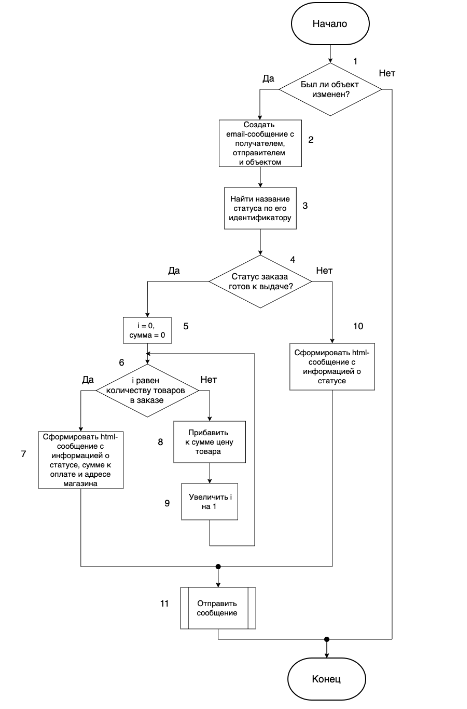 Начало
1
Да
Нет
Был ли объект
изменен?
Создать
email-сообщение с
получателем,
отправителем
и объектом
2
Найти название
статуса по его
идентификатору
3
4
Да
Нет
Статус заказа
готов к выдаче?
i = 0,
сумма = 0
5
10
Сформировать html-
сообщение с
информацией о
статусе
6
Да
Нет
i равен
количеству товаров
в заказе
7
Сформировать html-
сообщение с
информацией о
статусе, сумме к
оплате и адресе
магазина
8
Прибавить
к сумме цену
товара
9
Увеличить i
на 1
11
Отправить
сообщение
Конец